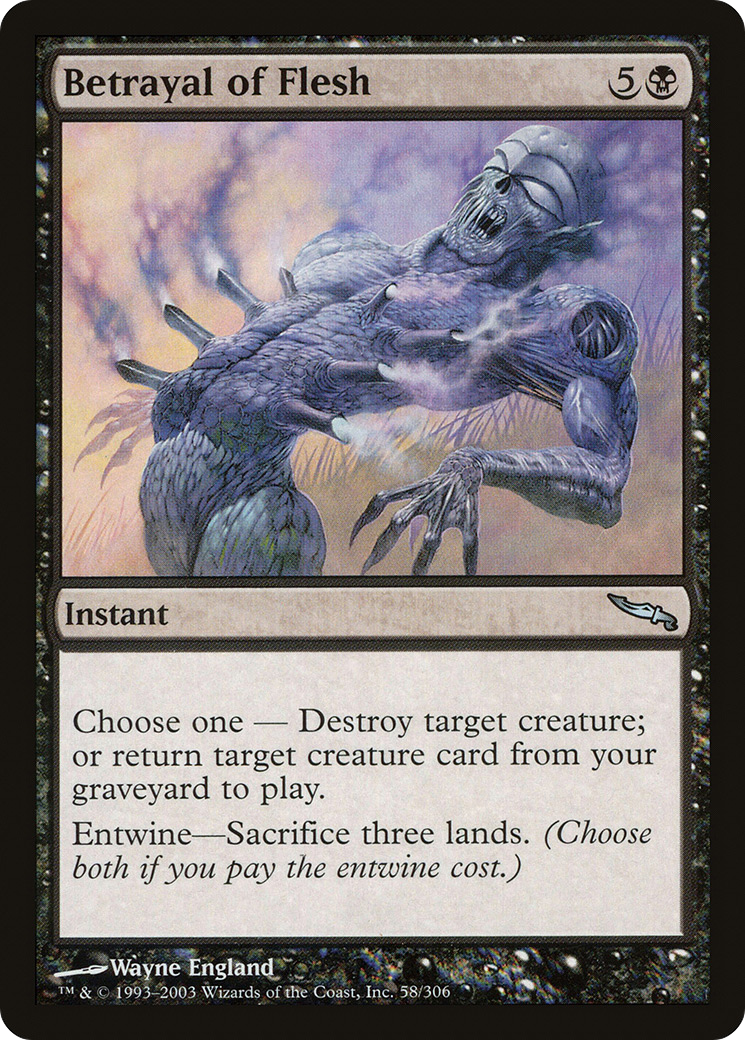 Betrayal of Flesh 5
Instant
Choose one — Destroy target creature;
or return target creature card from your
graveyard to play.
Entwine—Sacrifice three lands. (Choose
both if you pay the entwine cost.)
Wayne England
™ & © 1993–2003 Wizards of the Coast, Inc. 58/306